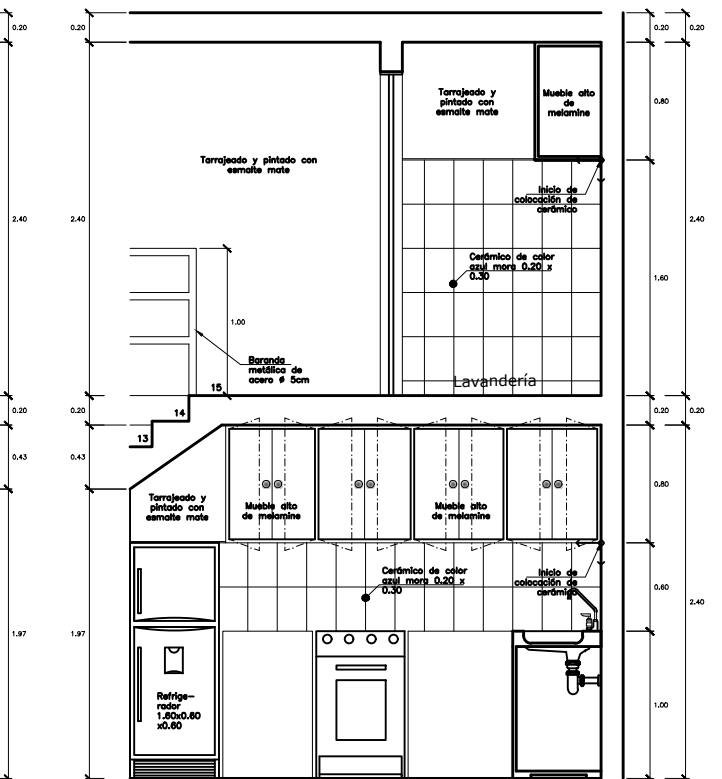 0.20
0.20
0.20
0.20
Tarrajeado y
pintado con
esmalte mate
Mueble alto
de
melamine
0.80
Tarrajeado y pintado con
esmalte mate
Inicio de
colocación de
cerámico
2.40
2.40
2.40
Cerámico de color
azul mora 0.20 x
0.30
1.60
1.00
Baranda
metálica de
acero ø 5cm
Lavandería
15
14
13
0.20
0.20
0.20
0.20
0.43
0.43
Tarrajeado y
pintado con
esmalte mate
Mueble alto
de melamine
Mueble alto
de melamine
0.80
Cerámico de color
azul mora 0.20 x
0.30
Inicio de
colocación de
cerámico
0.60
2.40
1.97
1.97
Refrige-
rador
1.60x0.60
x0.60
1.00